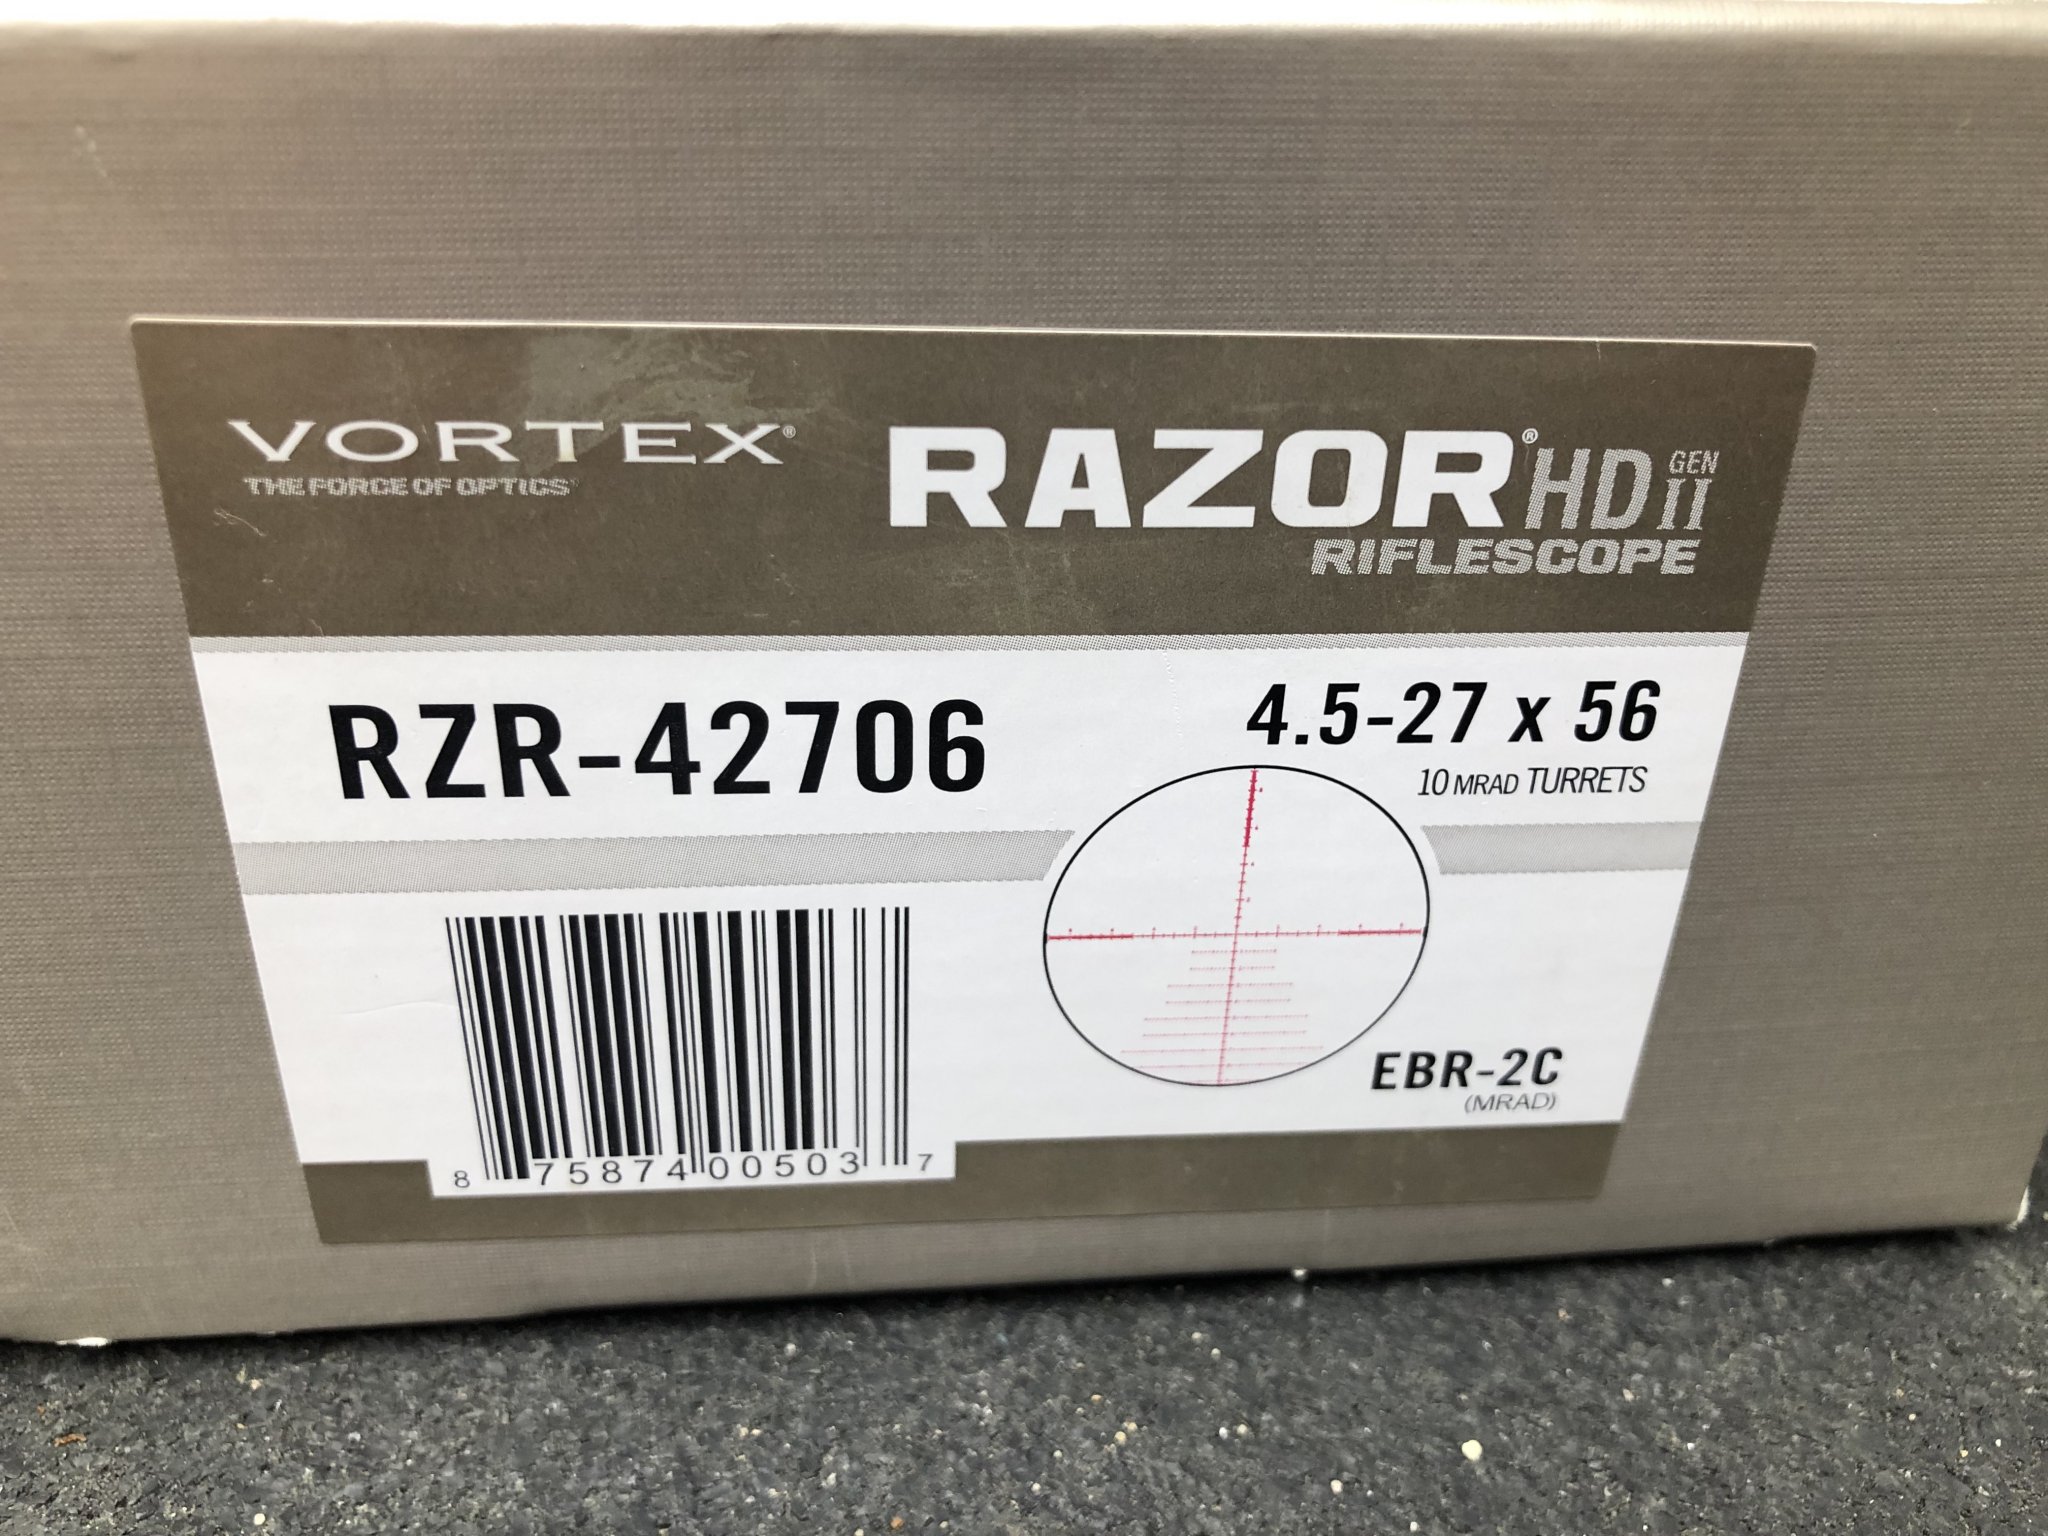 VORTEX®
THE FORCE OF OPTICS
RAZOR® HD GEN II
RIFLESCOPE
RZR-42706
4.5-27 x 56
10 MRAD TURRETS
EBR-2C
(MRAD)
8 75874 00503 7